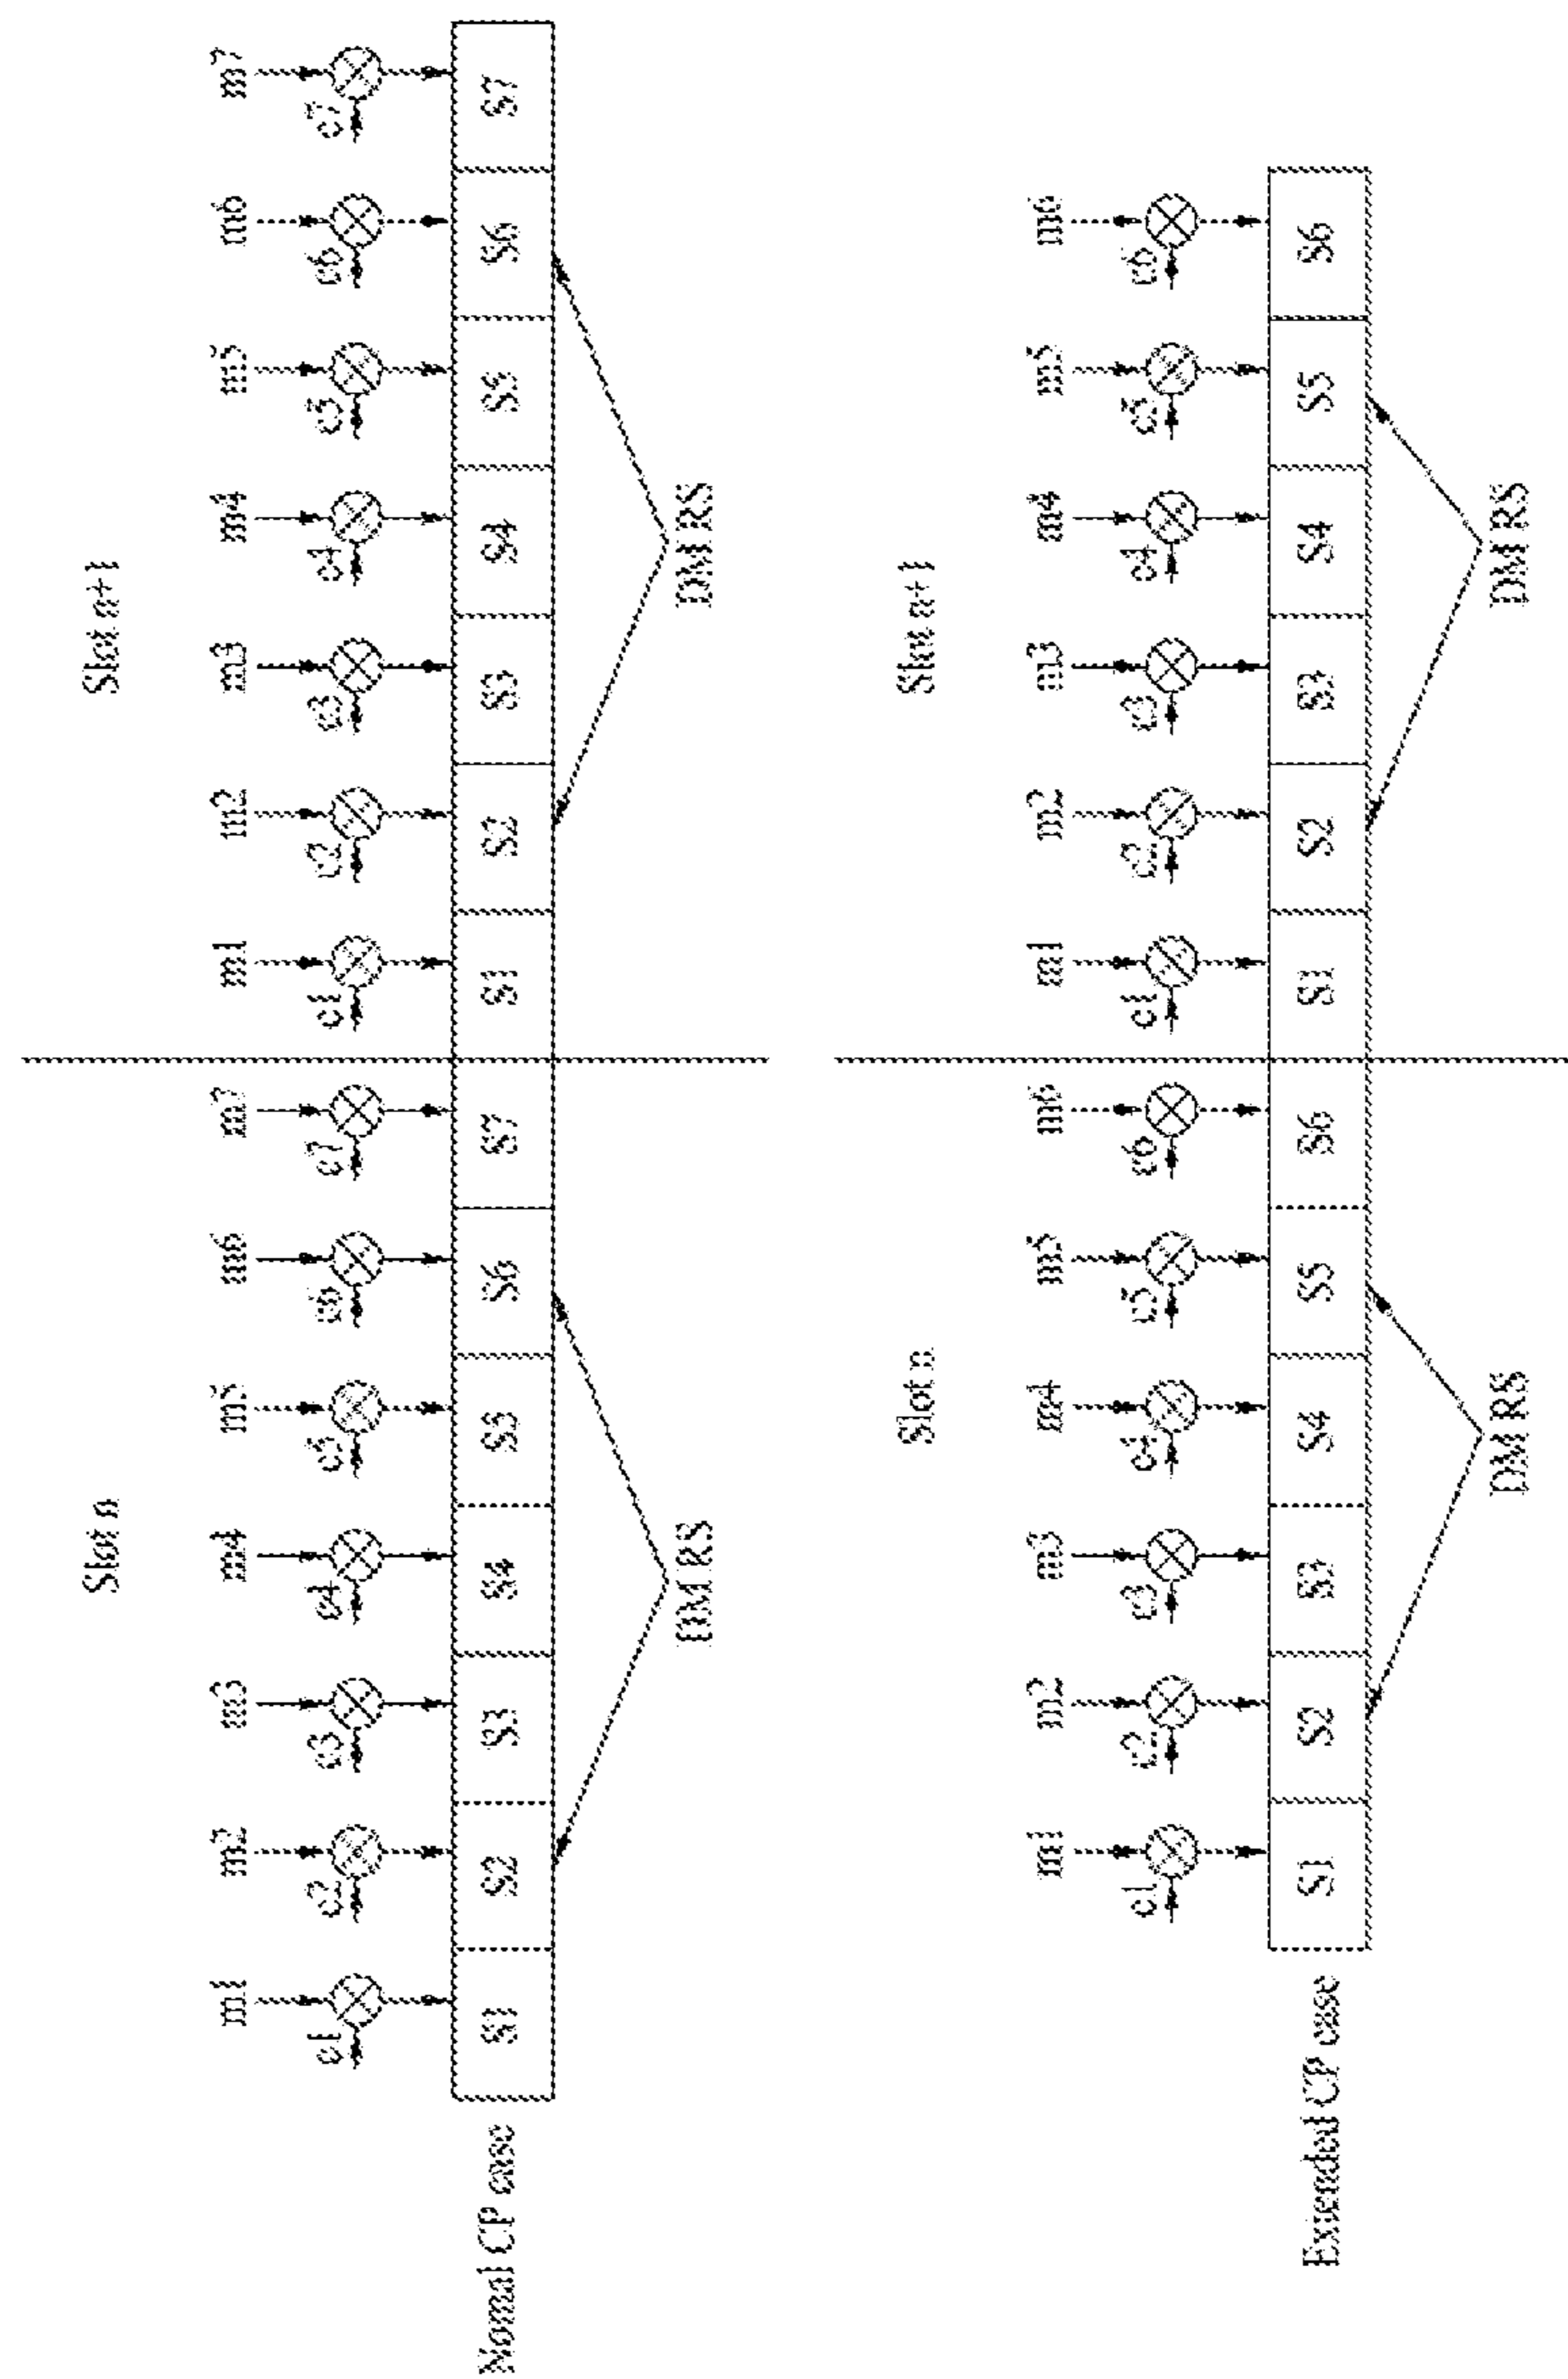 Slot n Slot n+1
m1 m2 m3 m4 m5 m6 m7 m1 m2 m3 m4 m5 m6 m7
c1 c2 c3 c4 c5 c6 c7 c1 c2 c3 c4 c5 c6 c7
Nomal CP case S1 S2 S3 S4 S5 S6 S7 S1 S2 S3 S4 S5 S6 S7
DM RS DM RS
Slot n Slot n+1
m1 m2 m3 m4 m5 m6 m1 m2 m3 m4 m5 m6
c1 c2 c3 c4 c5 c6 c1 c2 c3 c4 c5 c6
Extended CP case S1 S2 S3 S4 S5 S6 S1 S2 S3 S4 S5 S6
DM RS DM RS